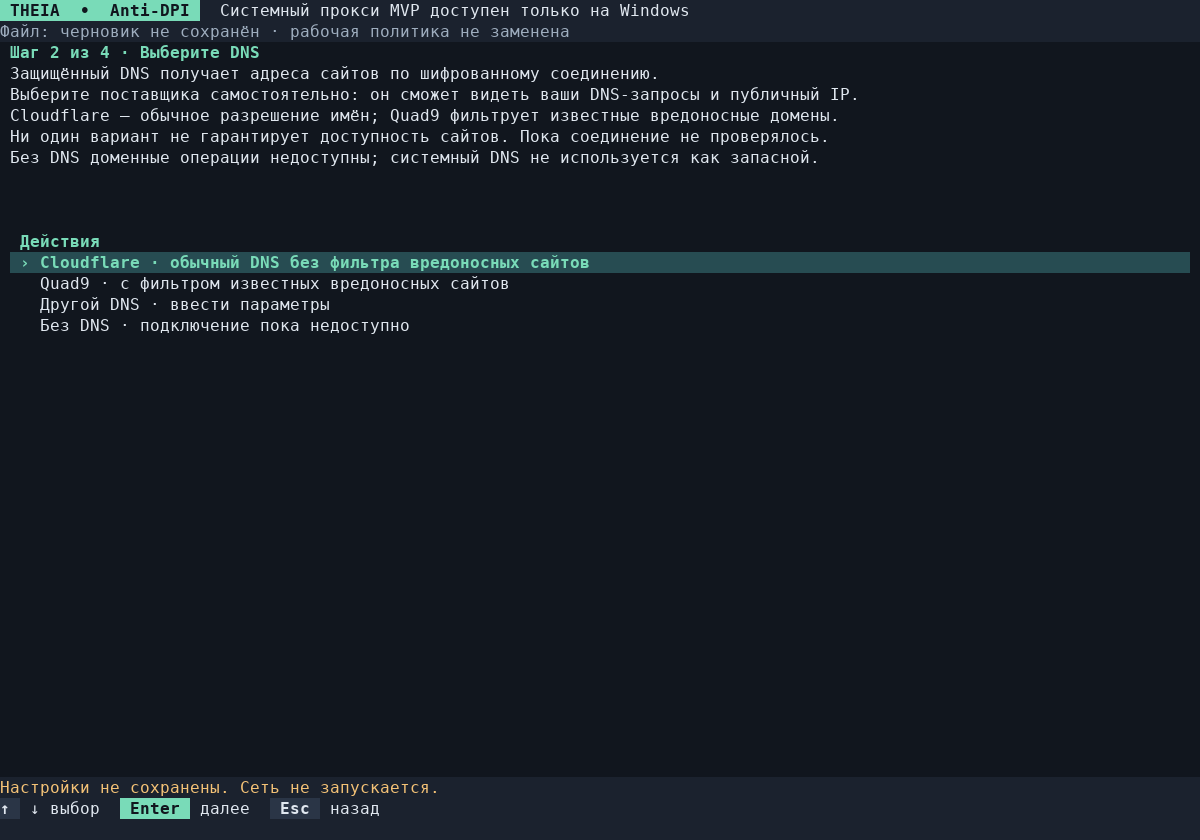 THEIA • Anti-DPI Системный прокси MVP доступен только на Windows
Файл: черновик не сохранён · рабочая политика не заменена
Шаг 2 из 4 · Выберите DNS
Защищённый DNS получает адреса сайтов по шифрованному соединению.
Выберите поставщика самостоятельно: он сможет видеть ваши DNS-запросы и публичный IP.
Cloudflare — обычное разрешение имён; Quad9 фильтрует известные вредоносные домены.
Ни один вариант не гарантирует доступность сайтов. Пока соединение не проверялось.
Без DNS доменные операции недоступны; системный DNS не используется как запасной.
Действия
› Cloudflare · обычный DNS без фильтра вредоносных сайтов
Quad9 · с фильтром известных вредоносных сайтов
Другой DNS · ввести параметры
Без DNS · подключение пока недоступно
Настройки не сохранены. Сеть не запускается.
↑ ↓ выбор Enter далее Esc назад